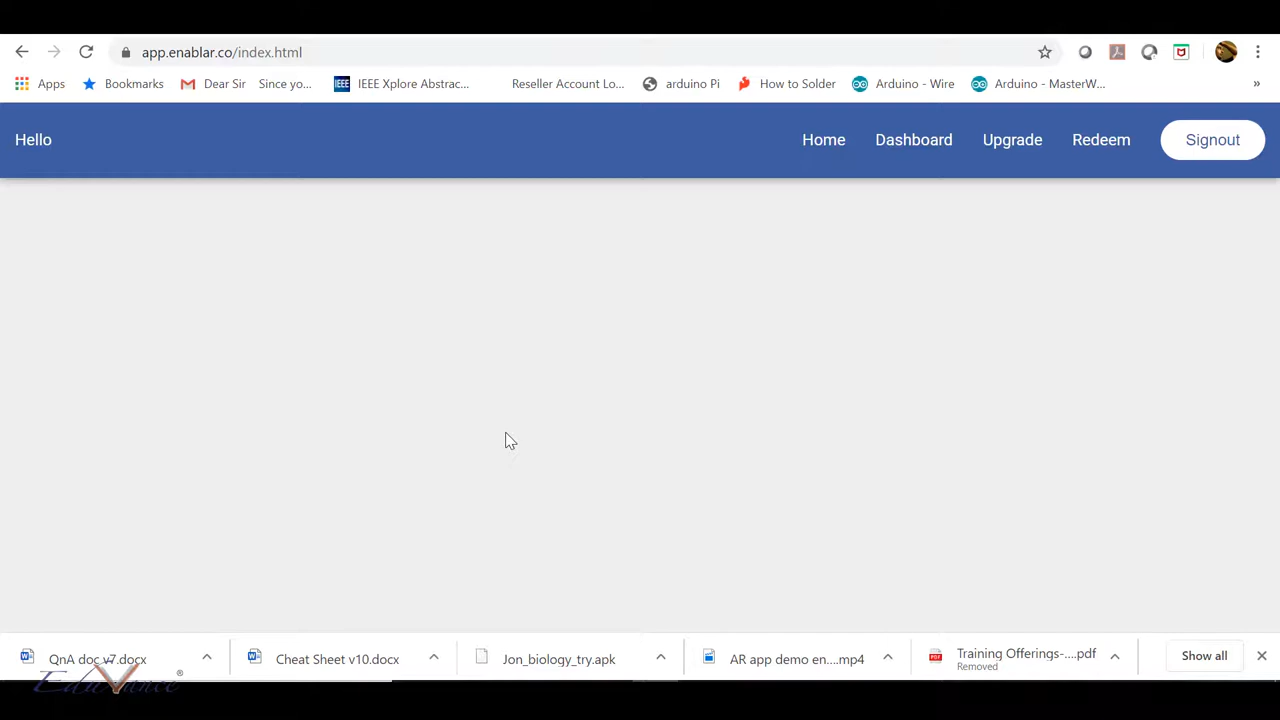 app.enablar.co/index.html
Apps Bookmarks Dear Sir Since yo... IEEE Xplore Abstrac... Reseller Account Lo... arduino Pi How to Solder Arduino - Wire Arduino - MasterW... »
Hello Home Dashboard Upgrade Redeem Signout
QnA doc v7.docx Cheat Sheet v10.docx Jon_biology_try.apk AR app demo en....mp4 Training Offerings-....pdf Show all
Removed
EduVance ®